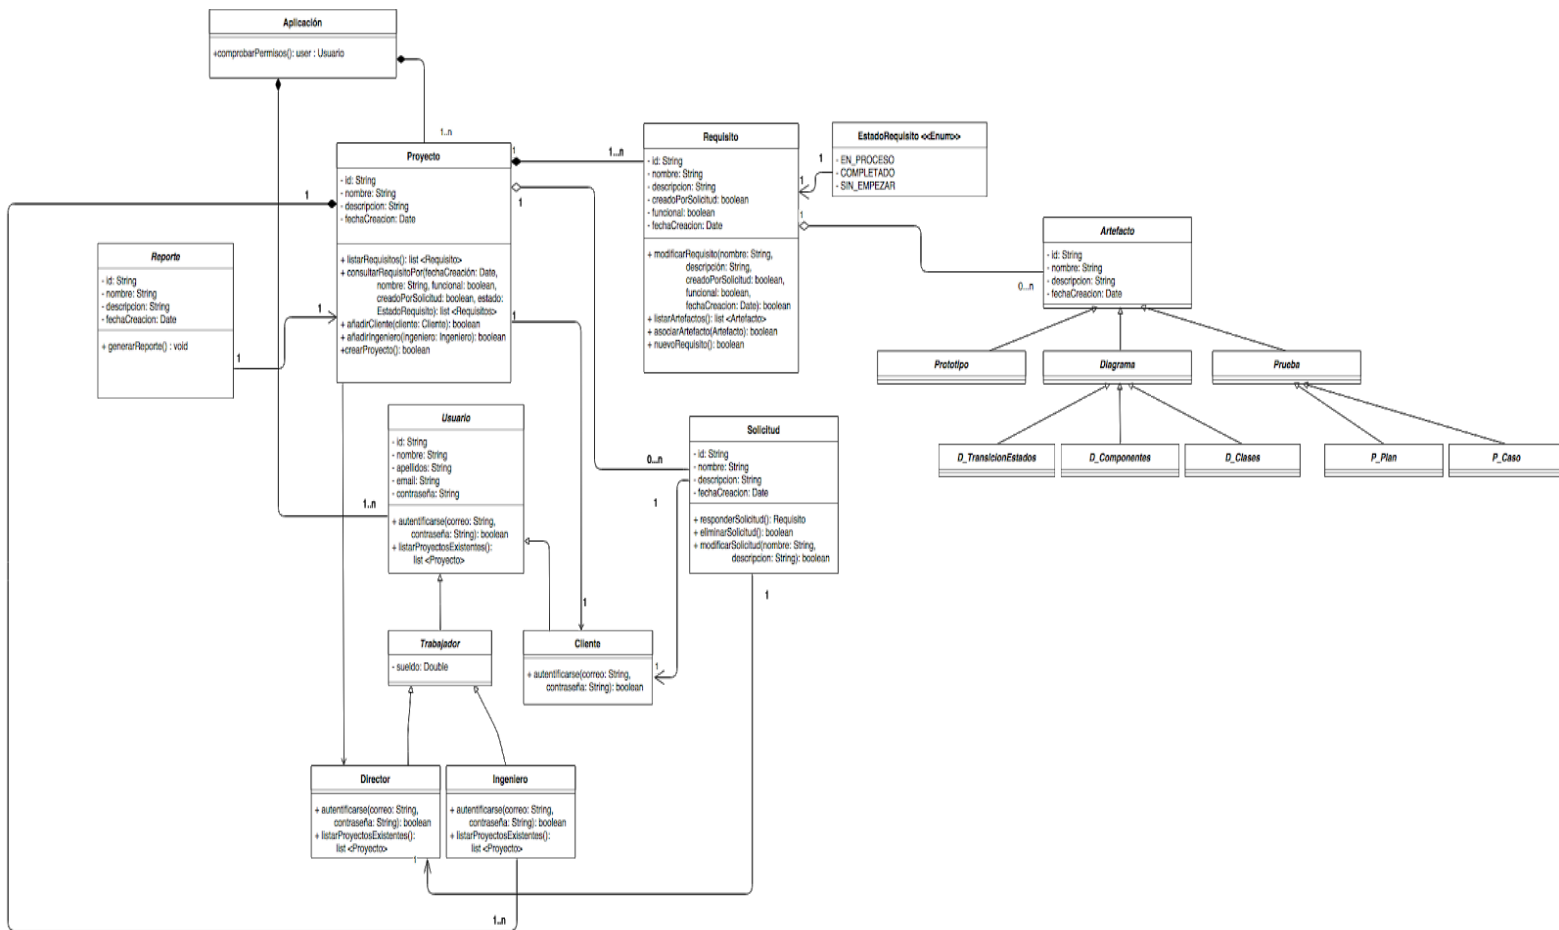 Aplicación
+comprobarPermisos(): user : Usuario
1..n
Proyecto
- id: String
- nombre: String
- descripcion: String
- fechaCreacion: Date
+ listarRequisitos(): list <Requisito>
+ consultarRequisitoPor(fechaCreación: Date,
nombre: String, funcional: boolean,
creadoPorSolicitud: boolean, estado:
EstadoRequisito): list <Requisitos>
+ añadirCliente(cliente: Cliente): boolean
+ añadirIngeniero(ingeniero: Ingeniero): boolean
+crearProyecto(): boolean
1
1
1
1
1
1...n
Requisito
- id: String
- nombre: String
- descripcion: String
- creadoPorSolicitud: boolean
- funcional: boolean
- fechaCreacion: Date
+ modificarRequisito(nombre: String,
descripción: String,
creadoPorSolicitud: boolean,
funcional: boolean,
fechaCreacion: Date): boolean
+ listarArtefactos(): list <Artefacto>
+ asociarArtefacto(Artefacto): boolean
+ nuevoRequisito(): boolean
1
1
1
EstadoRequisito <<Enum>>
- EN_PROCESO
- COMPLETADO
- SIN_EMPEZAR
0...n
Artefacto
- id: String
- nombre: String
- descripcion: String
- fechaCreacion: Date
Prototipo
Diagrama
Prueba
D_TransicionEstados
D_Componentes
D_Clases
P_Plan
P_Caso
Reporte
- id: String
- nombre: String
- descripcion: String
- fechaCreacion: Date
+ generarReporte() : void
1
Usuario
- id: String
- nombre: String
- apellidos: String
- email: String
- contraseña: String
+ autentificarse(correo: String,
contraseña: String): boolean
+ listarProyectosExistentes():
list <Proyecto>
1..n
0...n
Solicitud
- id: String
- nombre: String
- descripcion: String
- fechaCreacion: Date
+ responderSolicitud(): Requisito
+ eliminarSolicitud(): boolean
+ modificarSolicitud(nombre: String,
descripcion: String): boolean
1
1
Trabajador
- sueldo: Double
1
Cliente
+ autentificarse(correo: String,
contraseña: String): boolean
1
Director
+ autentificarse(correo: String,
contraseña: String): boolean
+ listarProyectosExistentes():
list <Proyecto>
1
Ingeniero
+ autentificarse(correo: String,
contraseña: String): boolean
+ listarProyectosExistentes():
list <Proyecto>
1..n